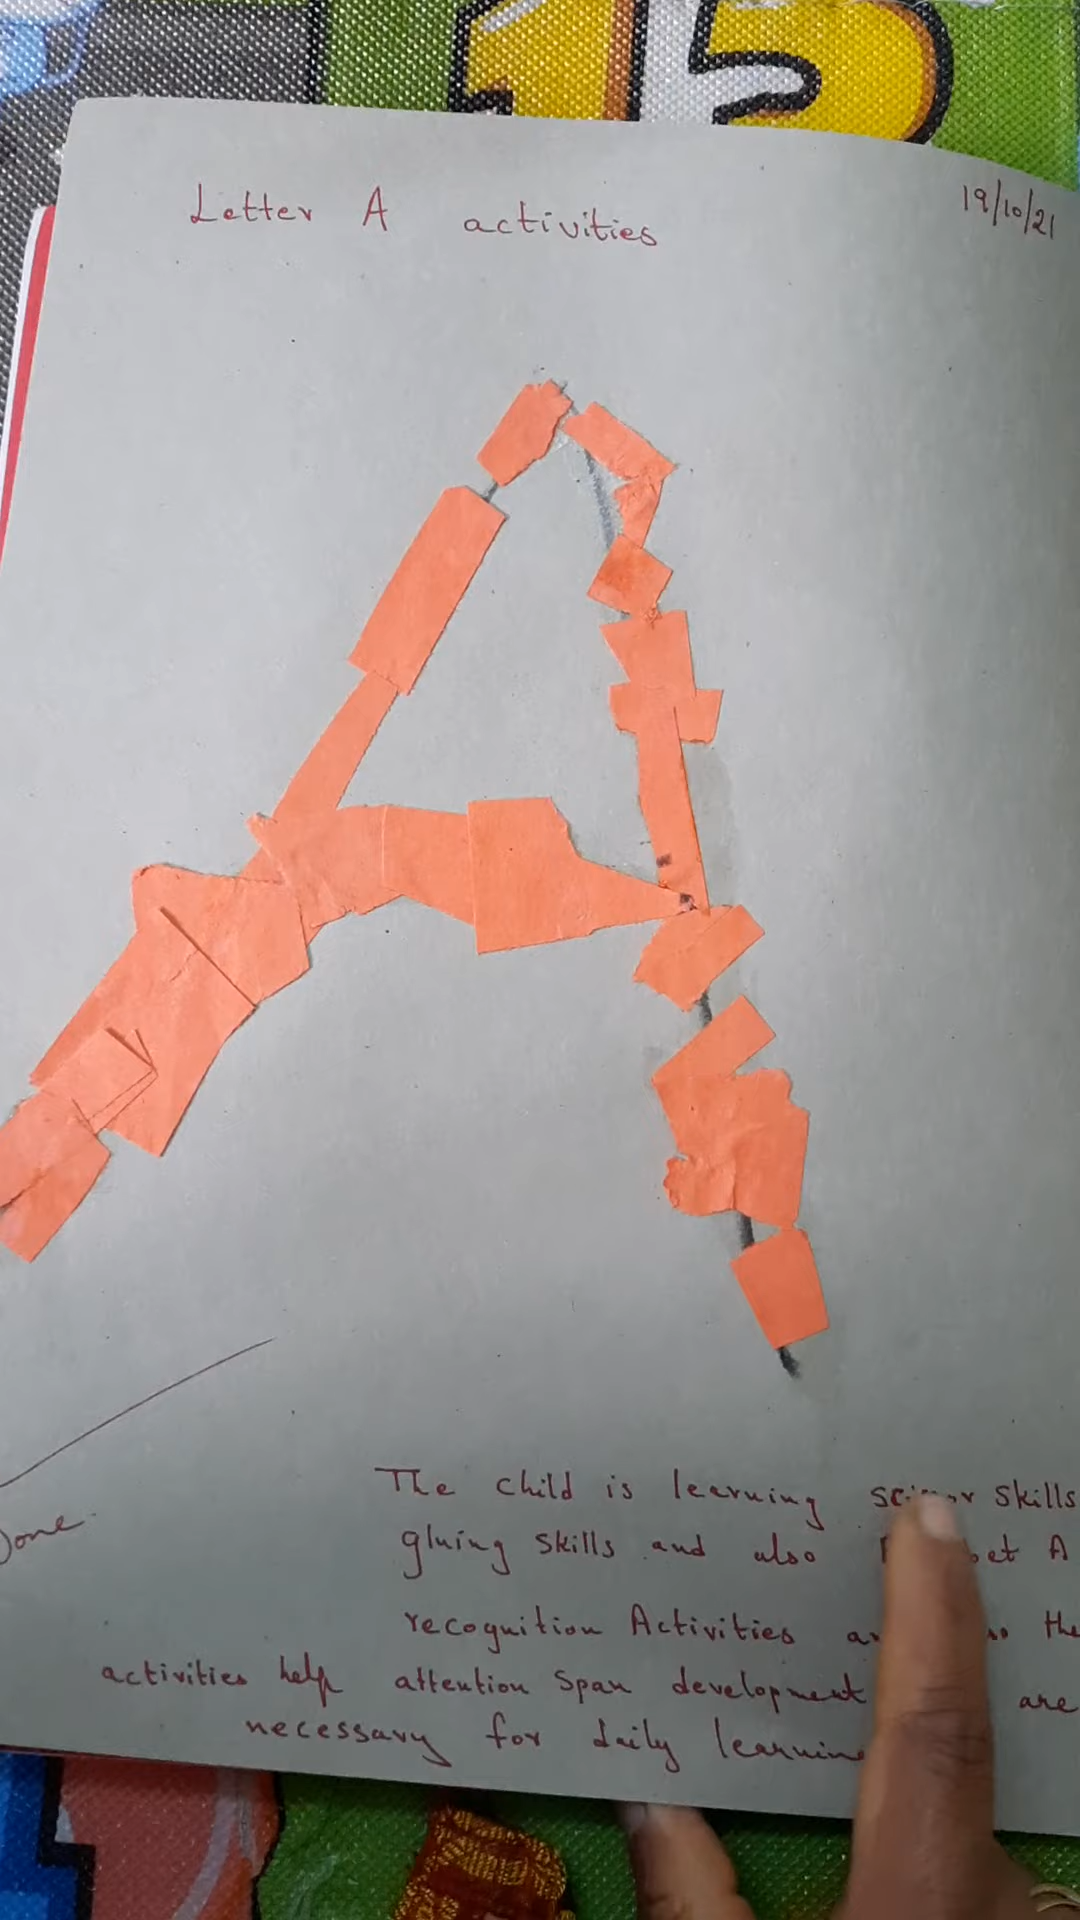 Letter A activities
19/10/21
The child is learning skills
gluing skills and also A
recognition Activities the
Done
activities help attention span development are
necessary for daily
12